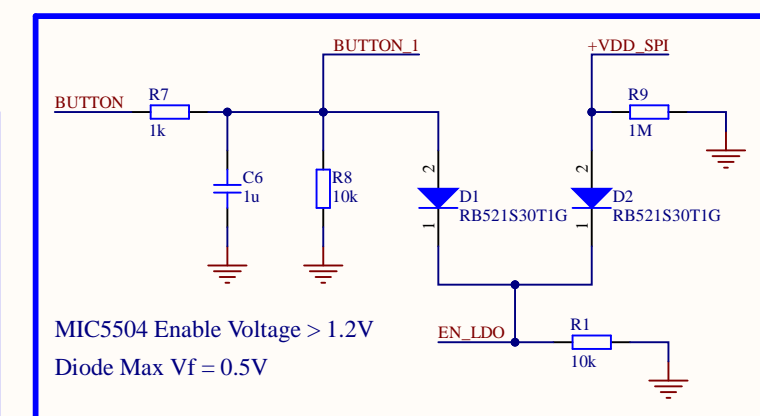 BUTTON_1
+VDD_SPI
BUTTON
R7
1k
R9
1M
C6
1u
R8
10k
2
D1
RB521S30T1G
1
2
D2
RB521S30T1G
1
MIC5504 Enable Voltage > 1.2V
Diode Max Vf = 0.5V
EN_LDO
R1
10k